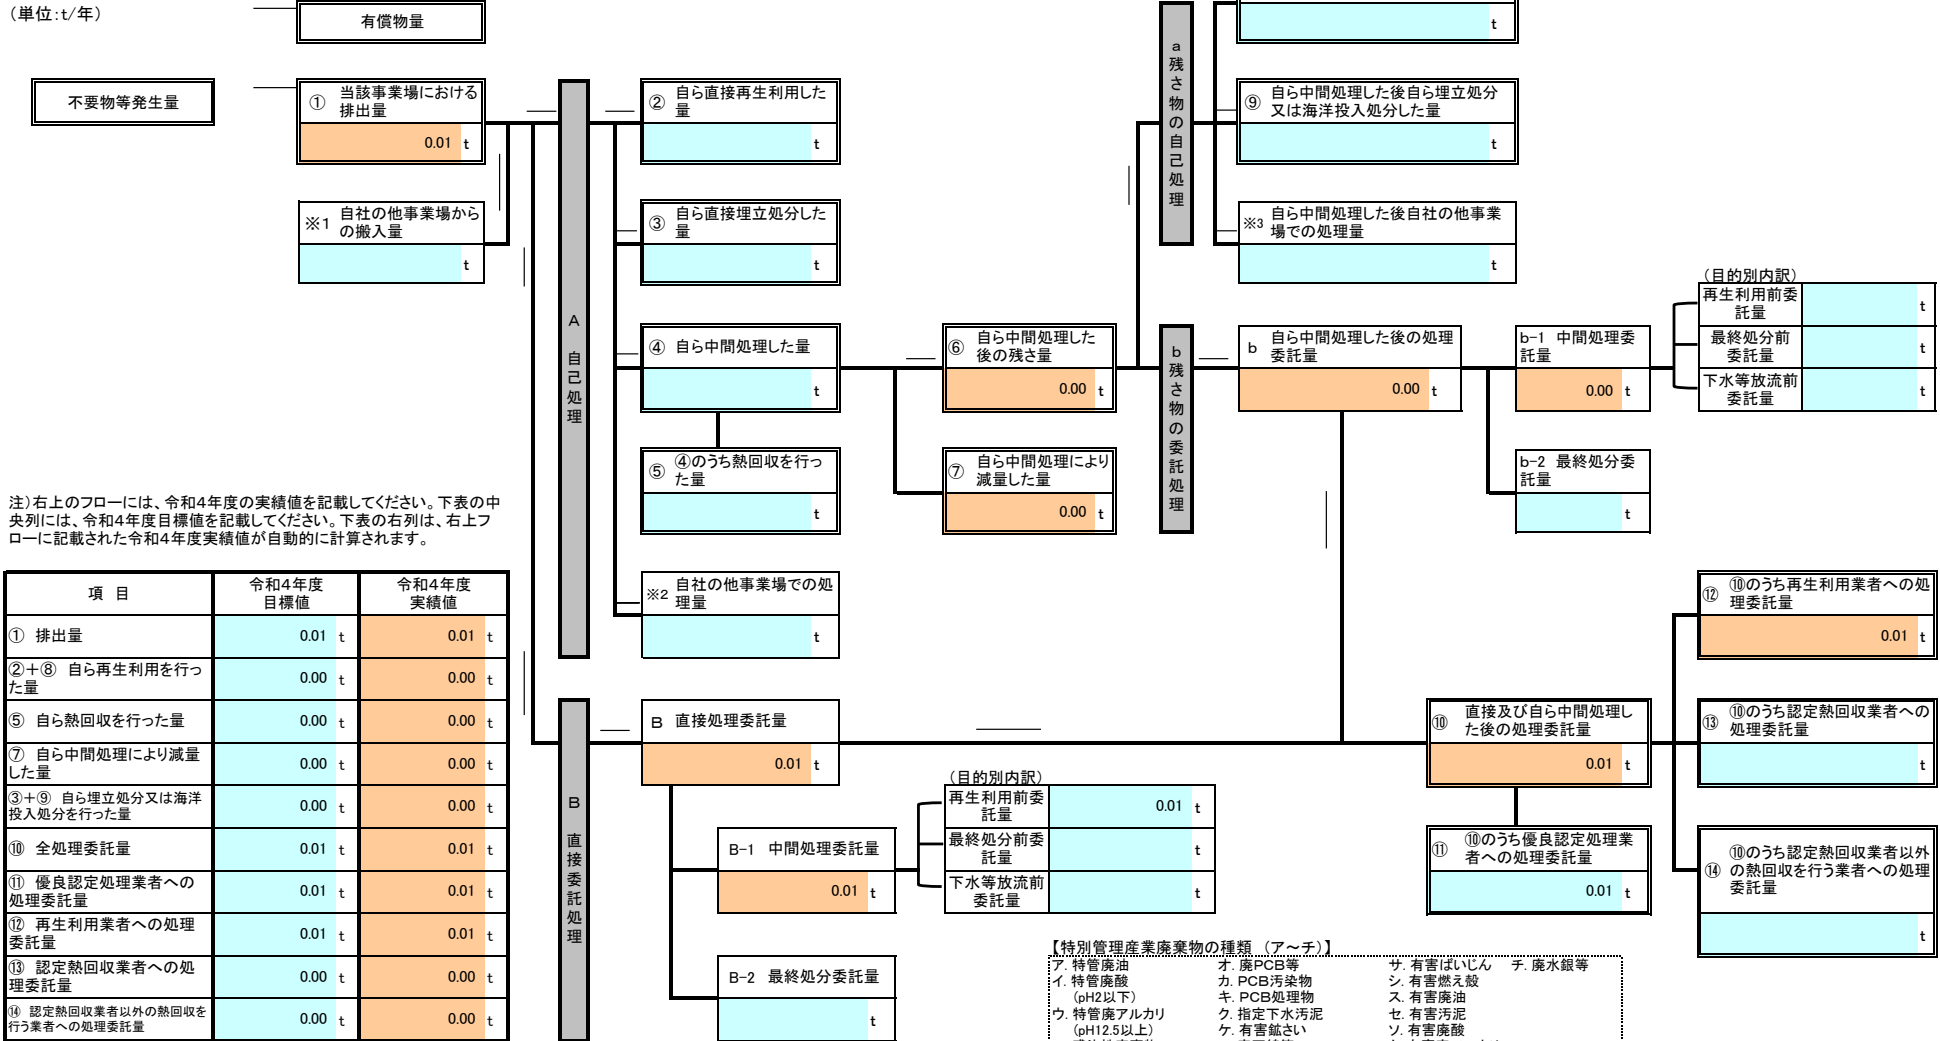 （単位：t/年）
有償物量
t
不要物等発生量
① 当該事業場における
排出量
0.01 t
※1 自社の他事業場から
の搬入量
t
A 自己処理
② 自ら直接再生利用した
量
t
③ 自ら直接埋立処分した
量
t
④ 自ら中間処理した量
t
⑤ ④のうち熱回収を行っ
た量
t
※2 自社の他事業場での処
理量
t
⑥ 自ら中間処理した
後の残さ量
0.00 t
⑦ 自ら中間処理により
減量した量
0.00 t
a 残さ物の自己処理
⑨ 自ら中間処理した後自ら埋立処分
又は海洋投入処分した量
t
※3 自ら中間処理した後自社の他事業
場での処理量
t
b 残さ物の委託処理
b 自ら中間処理した後の処理
委託量
0.00 t
b-1 中間処理委
託量
0.00 t
b-2 最終処分委
託量
t
（目的別内訳）
再生利用前委
託量
t
最終処分前
委託量
t
下水等放流前
委託量
t
注）右上のフローには、令和4年度の実績値を記載してください。下表の中
央列には、令和4年度目標値を記載してください。下表の右列は、右上フ
ローに記載された令和4年度実績値が自動的に計算されます。
項 目 令和4年度 目標値 令和4年度 実績値
① 排出量 0.01 t 0.01 t
②＋⑧ 自ら再生利用を行っ
た量 0.00 t 0.00 t
⑤ 自ら熱回収を行った量 0.00 t 0.00 t
⑦ 自ら中間処理により減量
した量 0.00 t 0.00 t
③＋⑨ 自ら埋立処分又は海洋
投入処分を行った量 0.00 t 0.00 t
⑩ 全処理委託量 0.01 t 0.01 t
⑪ 優良認定処理業者への
処理委託量 0.01 t 0.01 t
⑫ 再生利用業者への処理
委託量 0.01 t 0.01 t
⑬ 認定熱回収業者への処
理委託量 0.00 t 0.00 t
⑭ 認定熱回収業者以外の熱回収を
行う業者への処理委託量 0.00 t 0.00 t
B 直接委託処理
B 直接処理委託量
0.01 t
B-1 中間処理委託量
0.01 t
B-2 最終処分委託量
t
（目的別内訳）
再生利用前委
託量
0.01 t
最終処分前委
託量
t
下水等放流前
委託量
t
⑩ 直接及び自ら中間処理し
た後の処理委託量
0.01 t
⑪ ⑩のうち優良認定処理業
者への処理委託量
0.01 t
⑫ ⑩のうち再生利用業者への処
理委託量
0.01 t
⑬ ⑩のうち認定熱回収業者への
処理委託量
t
⑭ ⑩のうち認定熱回収業者以外
の熱回収を行う業者への処理
委託量
t
【特別管理産業廃棄物の種類 （ア～チ）】
ア. 特管廃油 オ. 廃PCB等 サ. 有害ばいじん チ. 廃水銀等
イ. 特管廃酸 カ. PCB汚染物 シ. 有害燃え殻
（pH2以下） キ. PCB処理物 ス. 有害廃油
ウ. 特管廃アルカリ ク. 指定下水汚泥 セ. 有害汚泥
（pH12.5以上） ケ. 有害鉱さい ソ. 有害廃酸